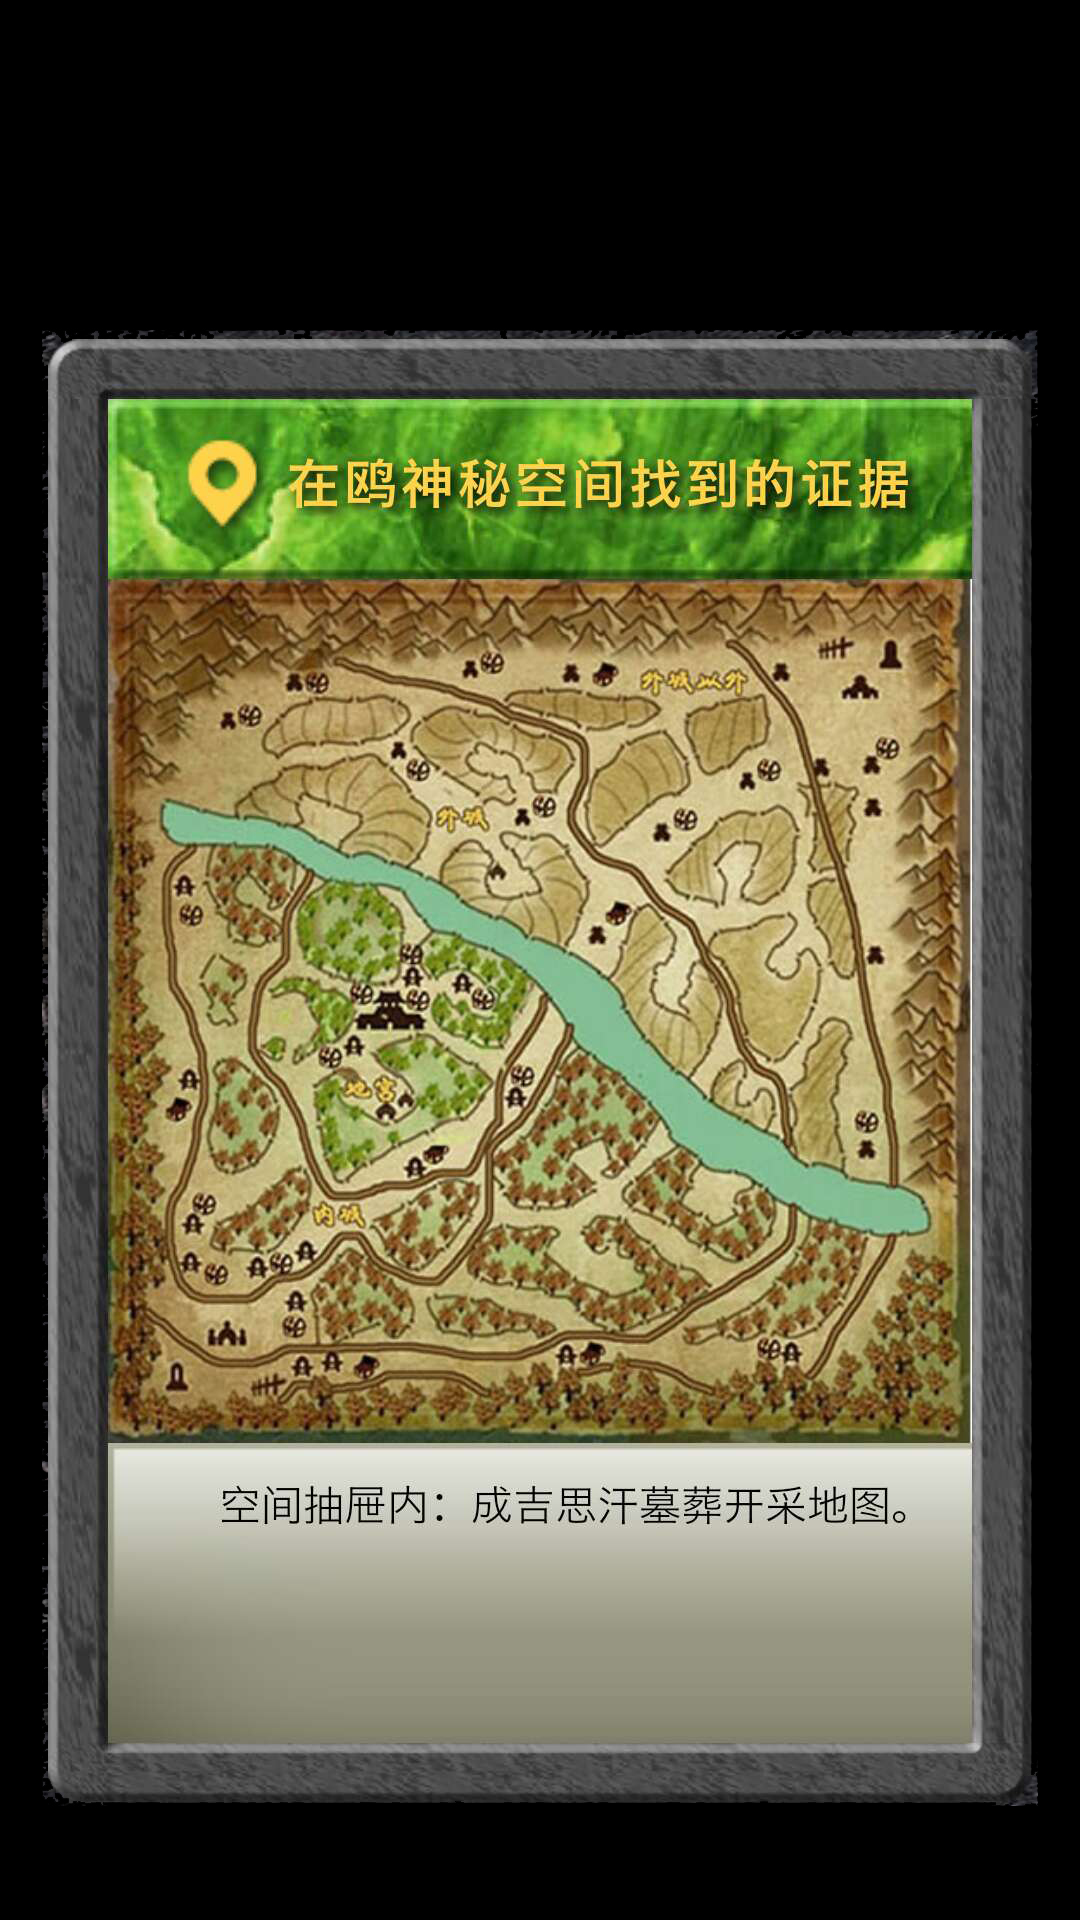 在鸥神秘空间找到的证据
外城以外
外城
地宫
内城
空间抽屉内：成吉思汗墓葬开采地图。